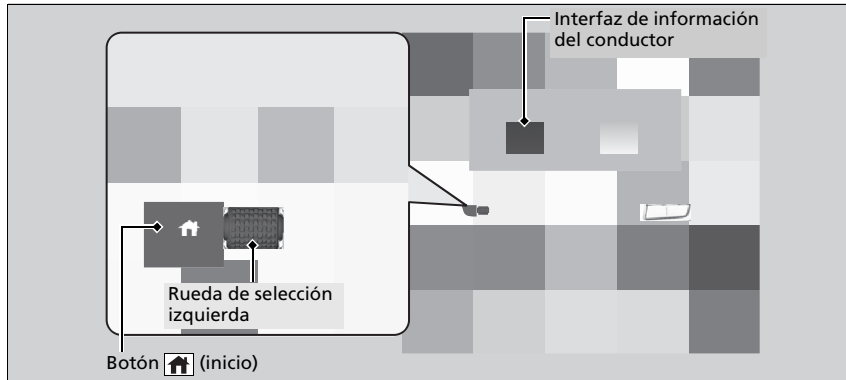 Interfaz de información
del conductor
Rueda de selección
izquierda
Botón (inicio)